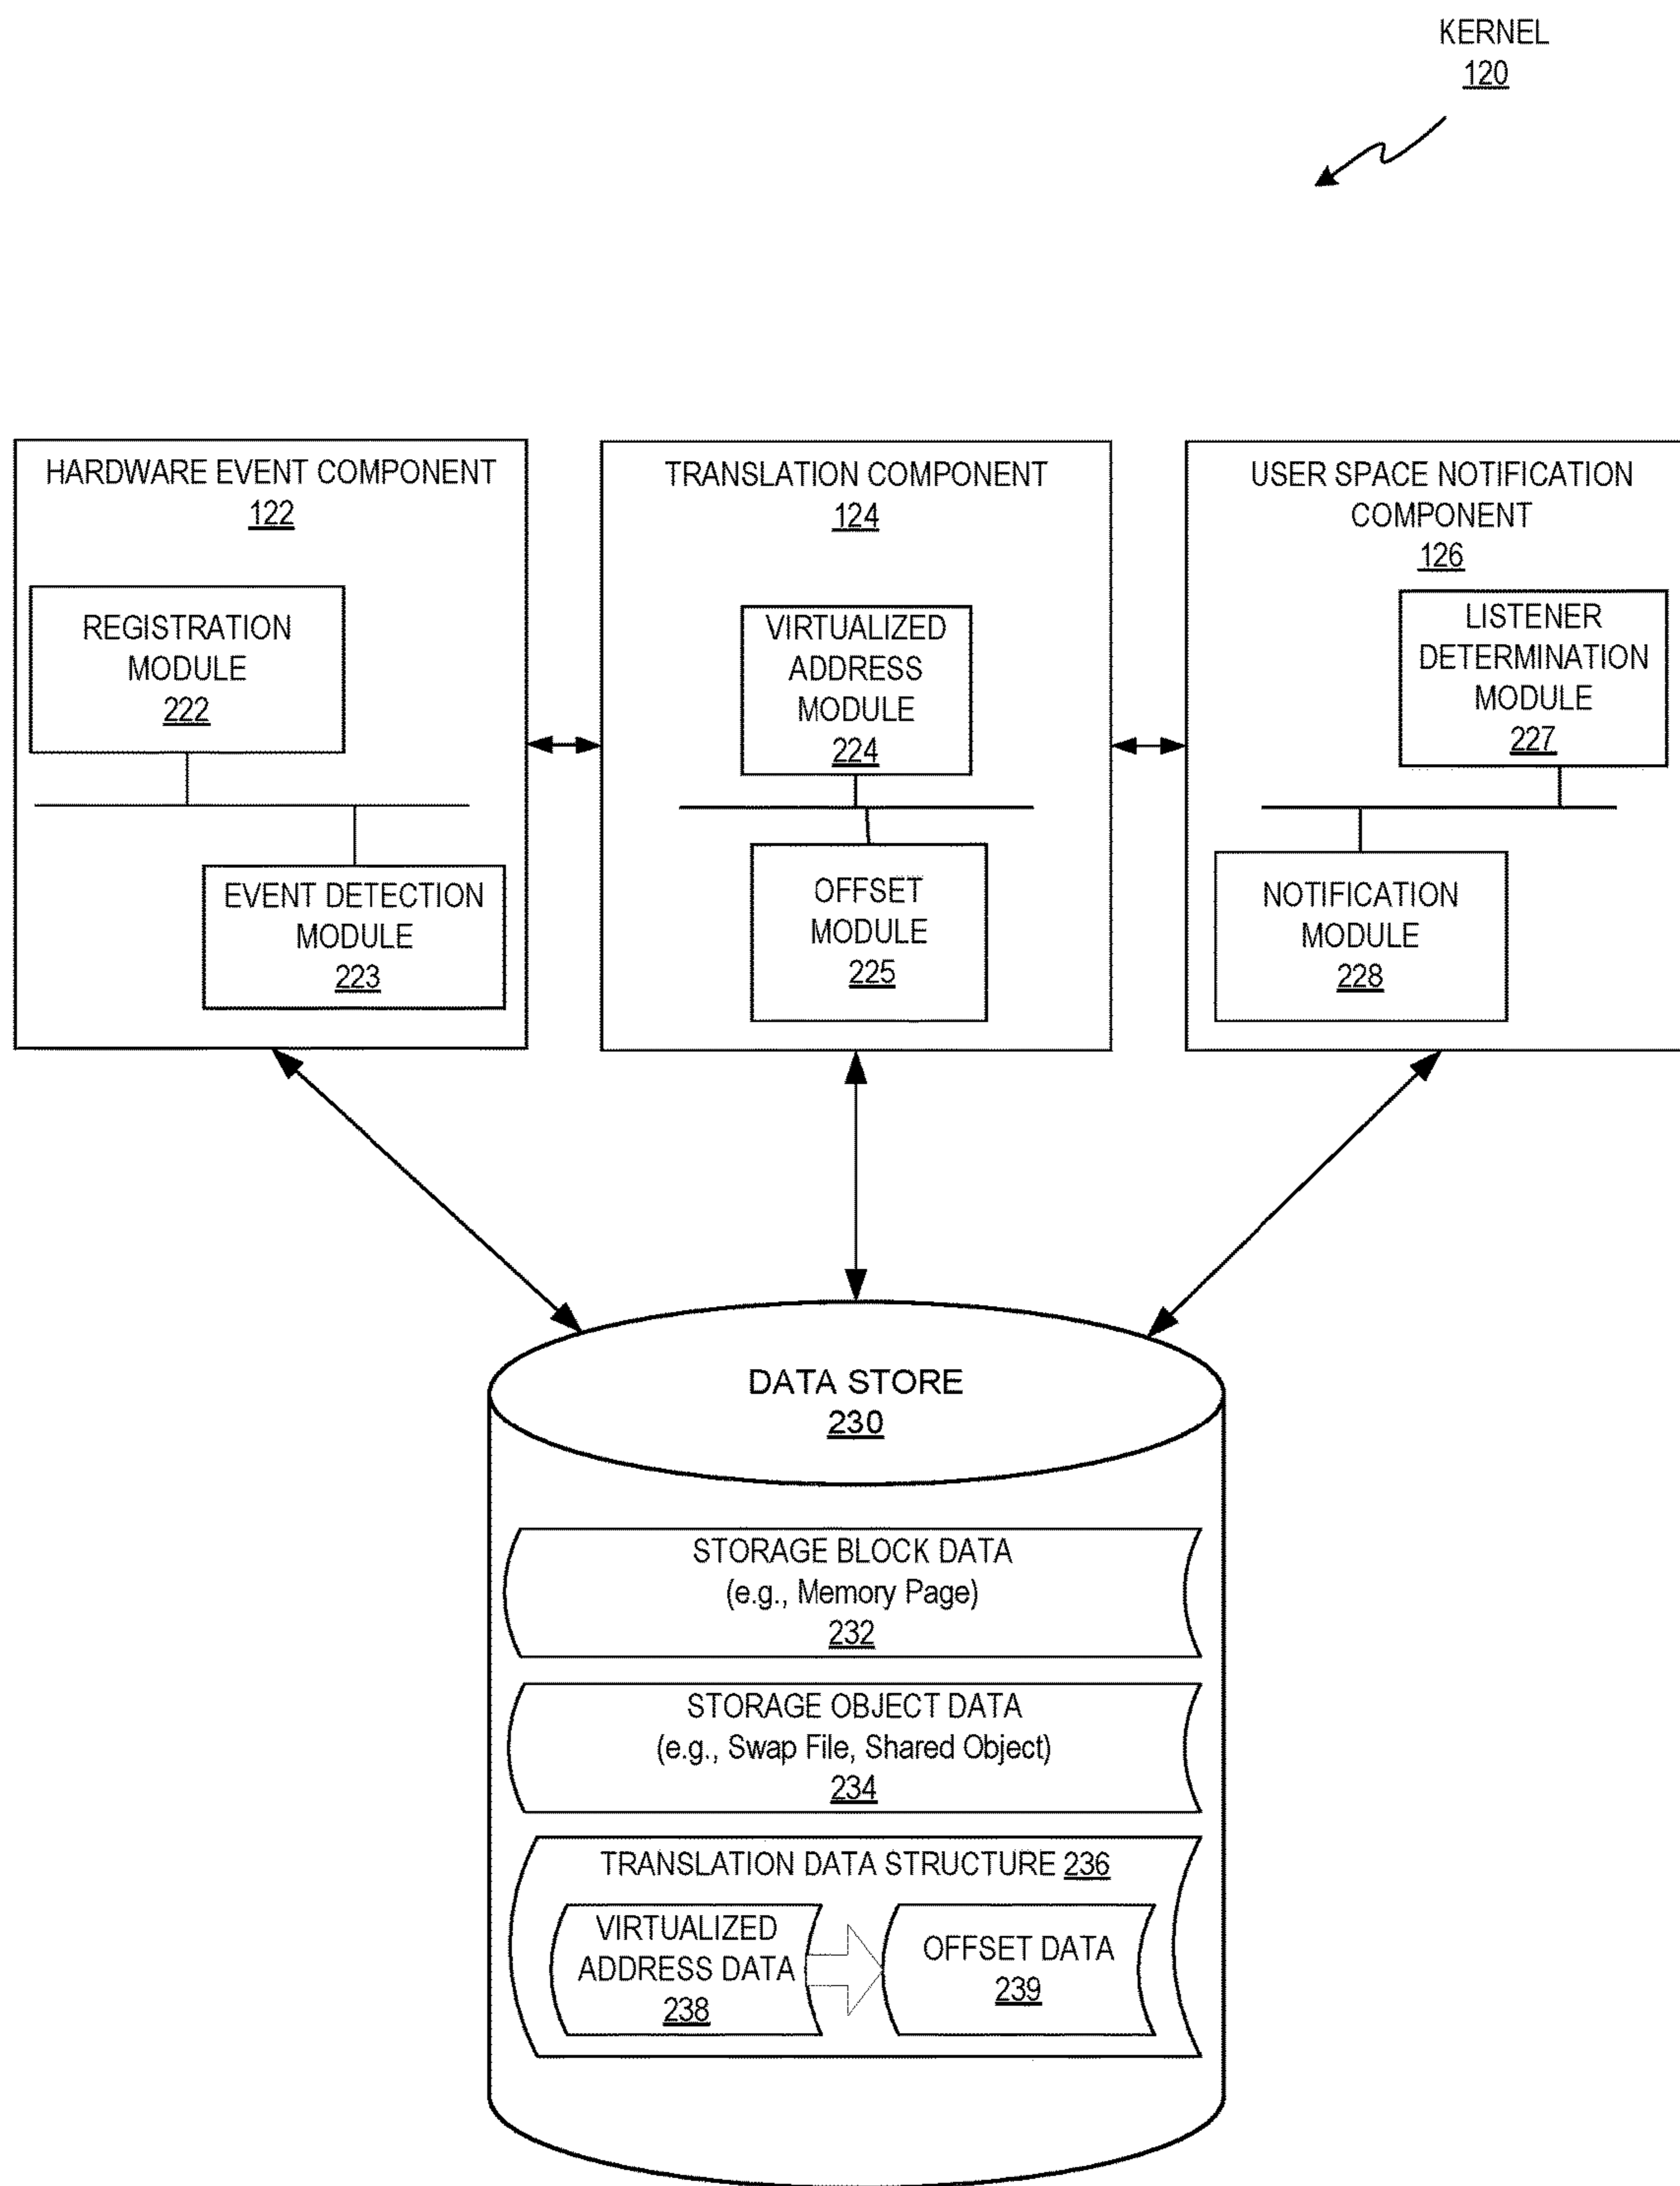 KERNEL
120
HARDWARE EVENT COMPONENT
122
REGISTRATION
MODULE
222
EVENT DETECTION
MODULE
223
TRANSLATION COMPONENT
124
VIRTUALIZED
ADDRESS
MODULE
224
OFFSET
MODULE
225
USER SPACE NOTIFICATION
COMPONENT
126
LISTENER
DETERMINATION
MODULE
227
NOTIFICATION
MODULE
228
DATA STORE
230
STORAGE BLOCK DATA
(e.g., Memory Page)
232
STORAGE OBJECT DATA
(e.g., Swap File, Shared Object)
234
TRANSLATION DATA STRUCTURE 236
VIRTUALIZED
ADDRESS DATA
238
OFFSET DATA
239